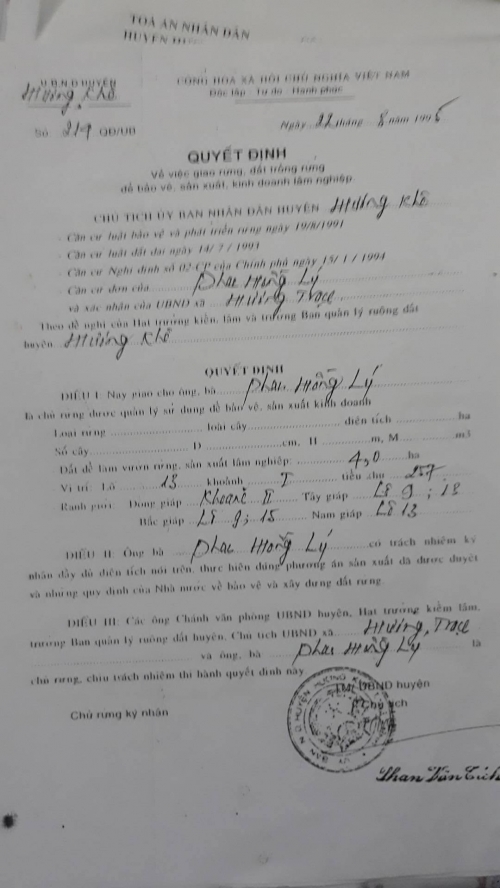 TOÀ ÁN NHÂN DÂN
HUYỆN
U.B.N.D HUYỆN
Hương Khê
CỘNG HÒA XÃ HỘI CHỦ NGHĨA VIỆT NAM
Độc lập Tự do Hạnh phúc
Số 219 QĐ/UB
Ngày 22 tháng 8 năm 1995
QUYẾT ĐỊNH
Về việc giao rừng, đất trồng rừng
để bảo vệ, sản xuất, kinh doanh lâm nghiệp.
CHỦ TỊCH ỦY BAN NHÂN DÂN HUYỆN Hương Khê
- Căn cứ luật bảo vệ và phát triển rừng ngày 19/8/1991
- Căn cứ luật đất đai ngày 14/7/1993
- Căn cứ Nghị định số 02 CP của Chính phủ ngày 15/1/1994
- Căn cứ đơn của Phan Hồng Lý
và xác nhận của UBND xã Hương Trạch
Theo đề nghị của Hạt trưởng kiểm lâm và trưởng Ban quản lý ruộng đất
huyện Hương Khê
QUYẾT ĐỊNH
ĐIỀU I: Nay giao cho ông, bà Phan Hồng Lý
là chủ rừng được quản lý sử dụng để bảo vệ, sản xuất kinh doanh
Loại rừng loài cây diện tích ha
Số cây D cm, H m, M m3
Đất để làm vườn rừng, sản xuất lâm nghiệp: 4,0 ha
Vị trí: Lô 13 khoảnh I tiểu khu 257
Ranh giới: Đông giáp Khoảnh II Tây giáp Lô 9; 18
Bắc giáp Lô 9; 15 Nam giáp Lô 13
ĐIỀU II: Ông bà Phan Hồng Lý có trách nhiệm ký
nhận đầy đủ diện tích nói trên, thực hiện đúng phương án sản xuất đã được duyệt
và những quy định của Nhà nước về bảo vệ và xây dựng đất rừng.
ĐIỀU III: Các ông Chánh văn phòng UBND huyện, Hạt trưởng kiểm lâm,
trưởng Ban quản lý ruộng đất huyện, Chủ tịch UBND xã Hương Trạch
và ông, bà Phan Hồng Lý là
chủ rừng, chịu trách nhiệm thi hành quyết định này
Chủ rừng ký nhận
TM. UBND huyện
Chủ tịch
Phan Văn Tích